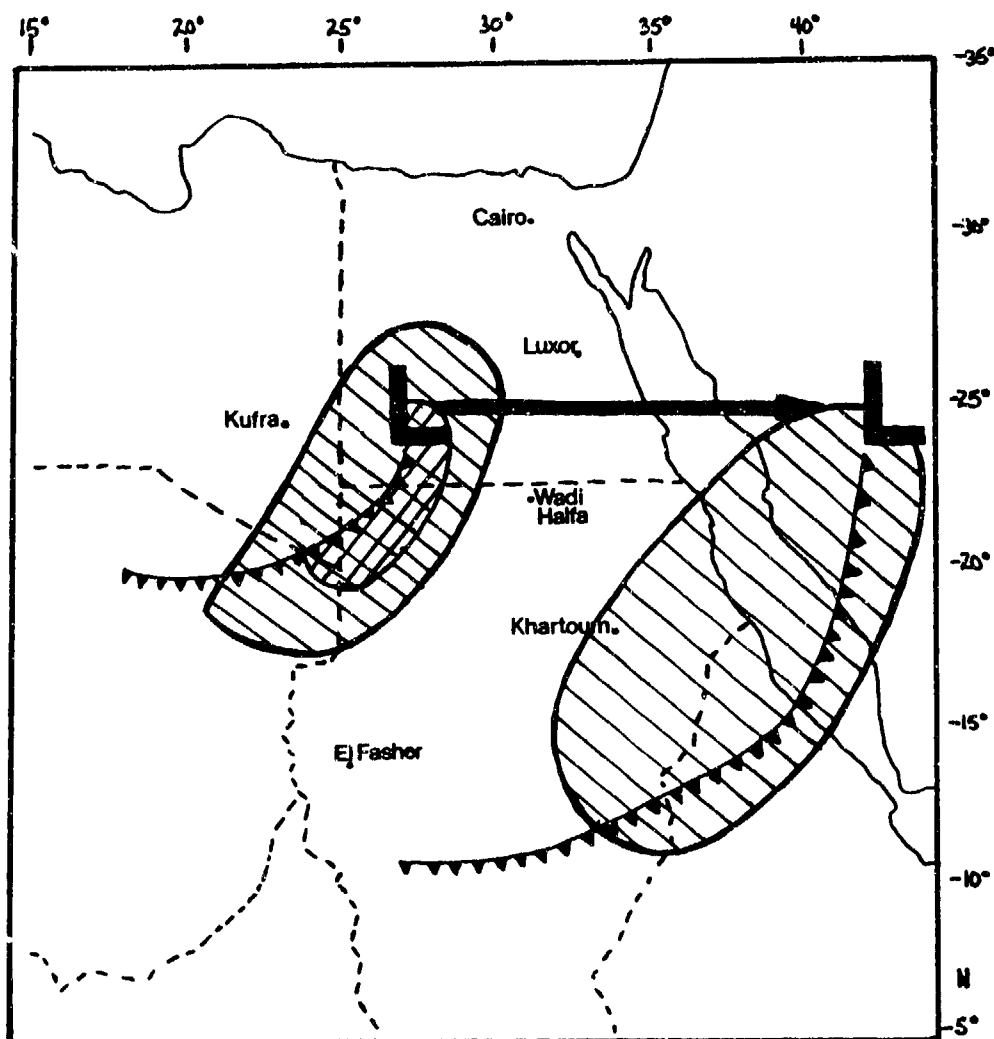 15° 20° 25° 30° 35° 40°
-35°
-30°
Cairo.
Luxor,
L L
-25°
Kufra.
.Wadi
Halfa
-20°
Khartoum.
-15°
El Fasher
-10°
N
-5°